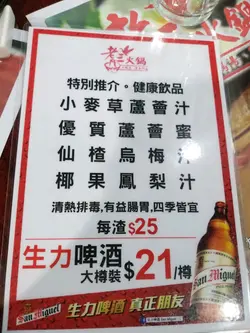 火鍋
特別推介。健康飲品
小麥草蘆薈汁
優質蘆薈蜜
仙楂烏梅汁
椰果鳳梨汁
清熱排毒,有益腸胃,四季皆宜
每渣$25
生力啤酒
大樽裝 $21/樽
San Miguel
San Miguel 生力啤酒 真正朋友